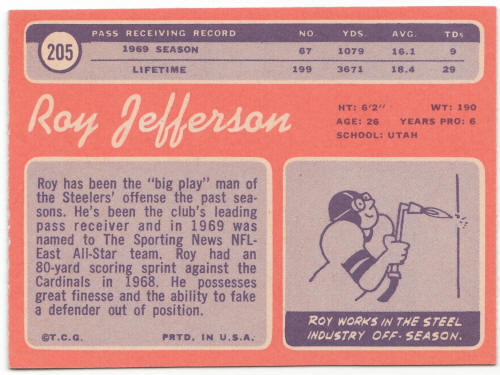 205
PASS RECEIVING RECORD NO. YDS. AVG. TDs
1969 SEASON 67 1079 16.1 9
LIFETIME 199 3671 18.4 29
Roy Jefferson
HT: 6'2" WT: 190
AGE: 26 YEARS PRO: 6
SCHOOL: UTAH
Roy has been the "big play" man of
the Steelers' offense the past sea-
sons. He's been the club's leading
pass receiver and in 1969 was
named to The Sporting News NFL-
East All-Star team. Roy had an
80-yard scoring sprint against the
Cardinals in 1968. He possesses
great finesse and the ability to fake
a defender out of position.
©T.C.G. PRTD. IN U.S.A.
ROY WORKS IN THE STEEL
INDUSTRY OFF-SEASON.